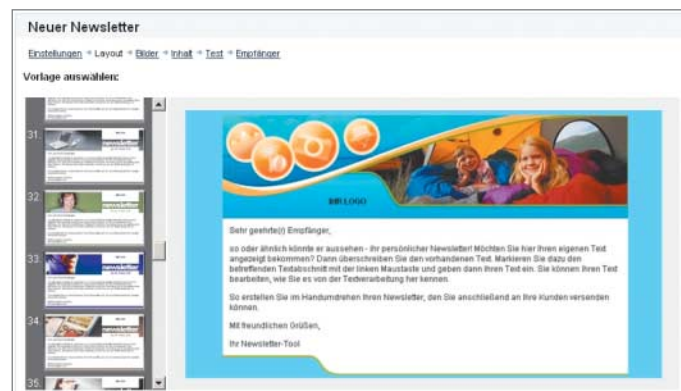 Neuer Newsletter
Einstellungen Layout Bilder Inhalt Test Empfänger
Vorlage auswählen:
31.
newsletter
32.
newsletter
33.
newsletter
34.
newsletter
35.
IHR LOGO
Sehr geehrte(r) Empfänger,
so oder ähnlich könnte er aussehen - ihr persönlicher Newsletter! Möchten Sie hier Ihren eigenen Text
angezeigt bekommen? Dann überschreiben Sie den vorhandenen Text. Markieren Sie dazu den
betreffenden Textabschnitt mit der linken Maustaste und geben dann Ihren Text ein. Sie können Ihren Text
bearbeiten, wie Sie es von der Textverarbeitung her kennen.
So erstellen Sie im Handumdrehen Ihren Newsletter, den Sie anschließend an Ihre Kunden versenden
können.
Mit freundlichen Grüßen,
Ihr Newsletter-Tool